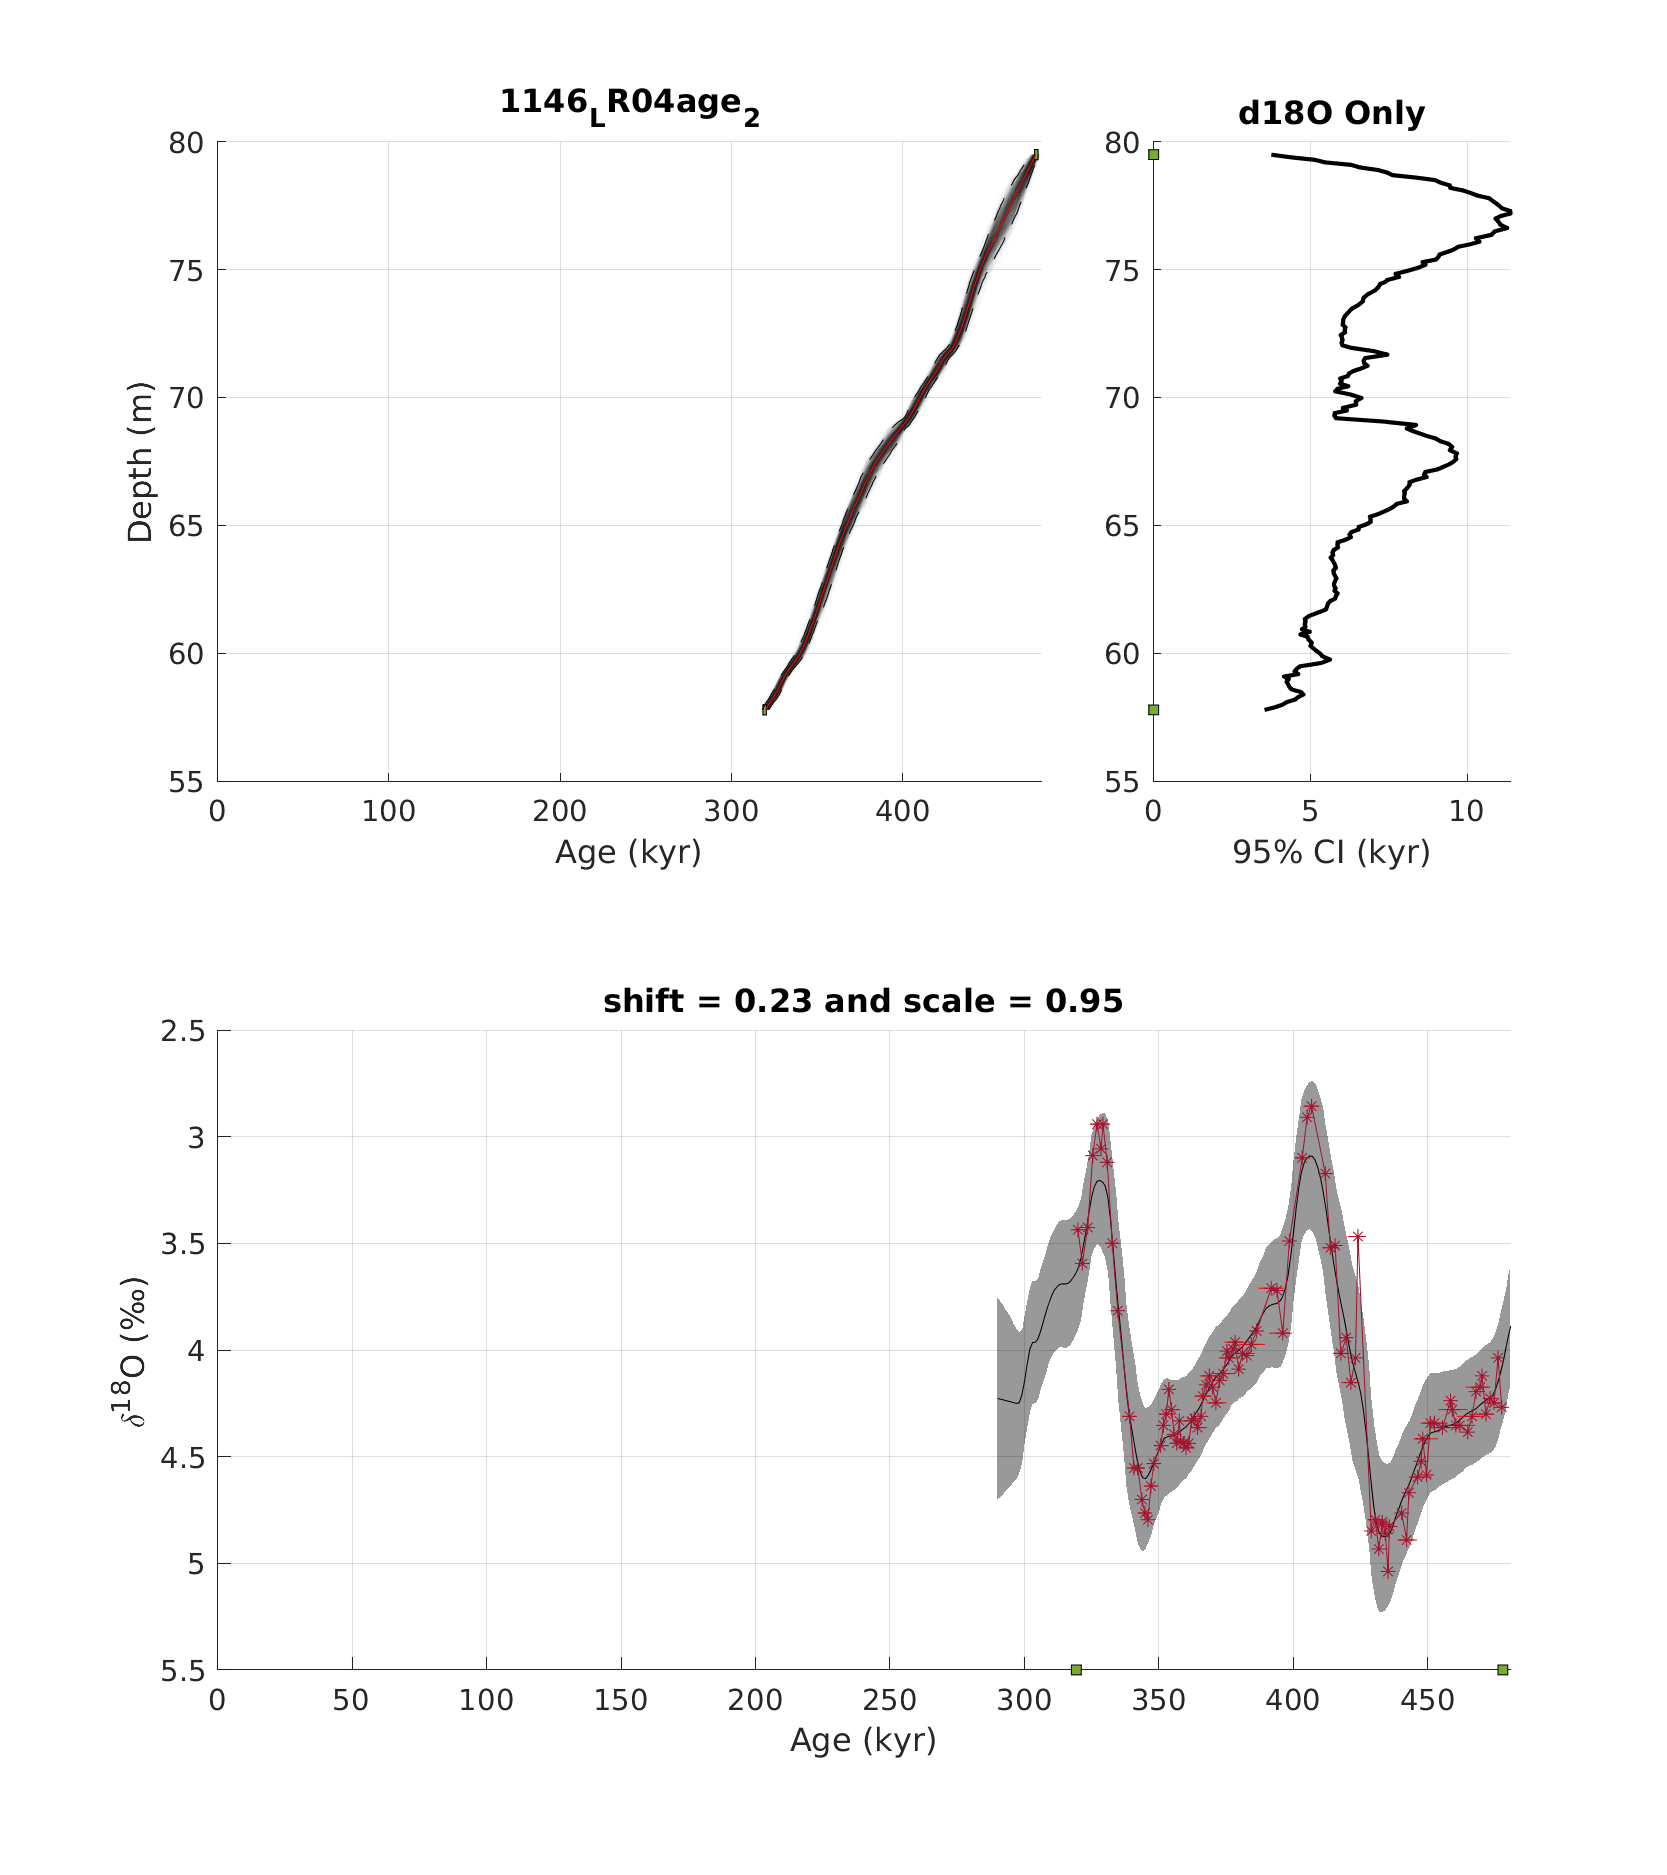 1146LR04age2
d18O Only
80
75
70
65
60
55
Depth (m)
0 100 200 300 400
Age (kyr)
80
75
70
65
60
55
0 5 10
95% CI (kyr)
shift = 0.23 and scale = 0.95
2.5
3
3.5
4
4.5
5
5.5
δ18O (‰)
0 50 100 150 200 250 300 350 400 450
Age (kyr)